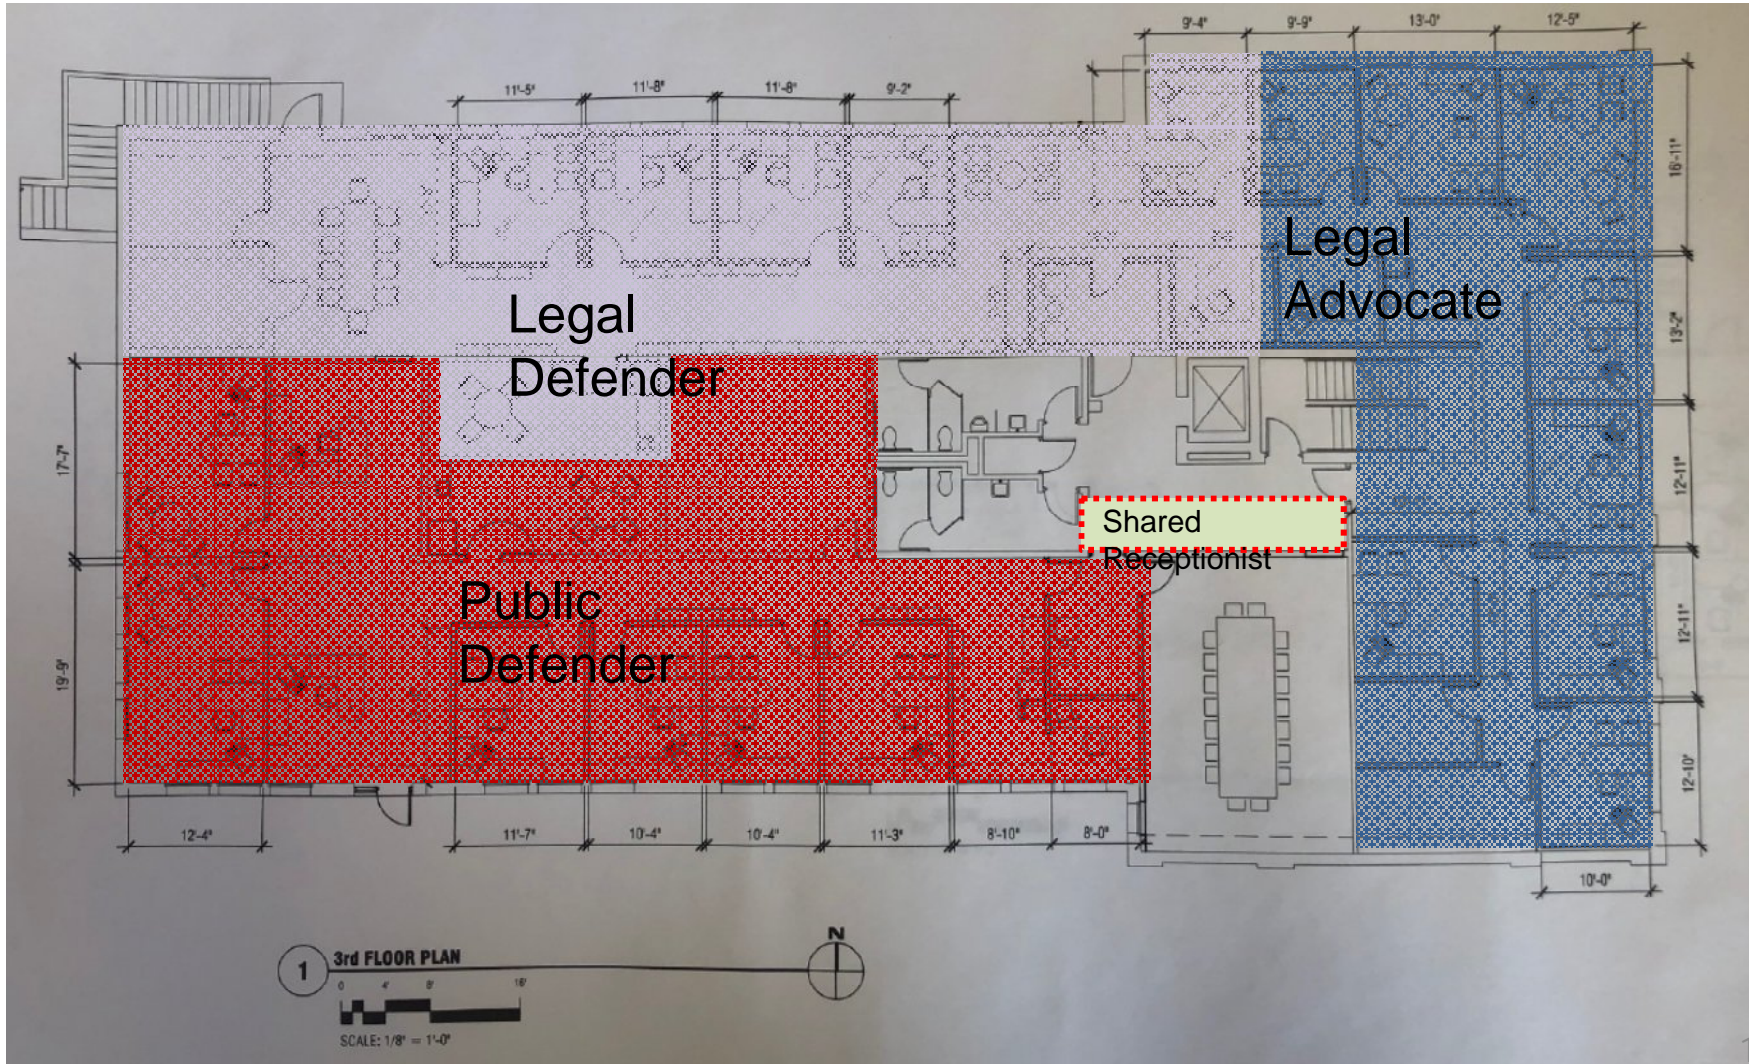 9'-4"
9'-9"
13'-0"
12'-5"
11'-5"
11'-8"
11'-8"
9'-2"
16'-11"
Legal
Advocate
13'-2"
Legal
Defender
17'-7"
12'-11"
Shared
Receptionist
Public
Defender
19'-9"
12'-11"
12'-10"
12'-4"
11'-7"
10'-4"
10'-4"
11'-3"
8'-10"
8'-0"
10'-0"
N
1
3rd FLOOR PLAN
0 4' 8' 16'
SCALE: 1/8" = 1'-0"